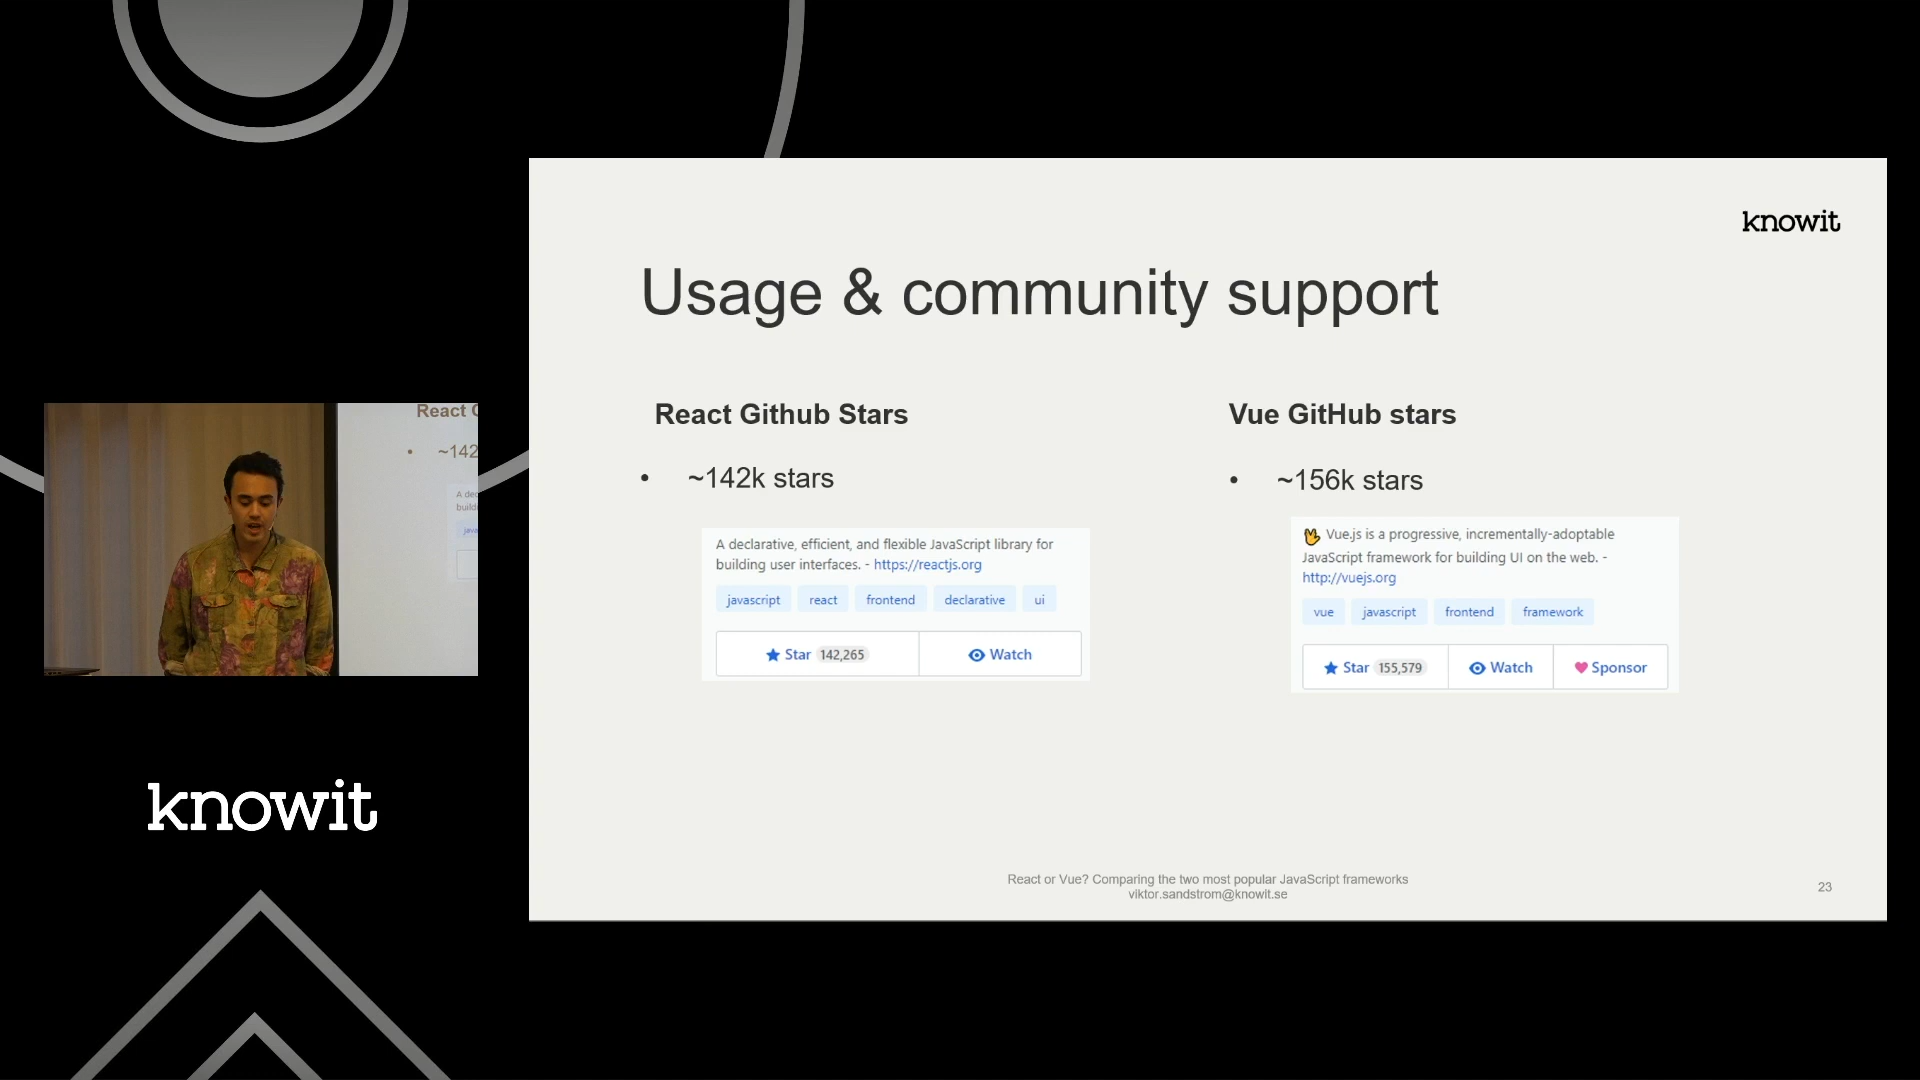 knowit
Usage & community support
React Github Stars
• ~142k stars
A declarative, efficient, and flexible JavaScript library for
building user interfaces. - https://reactjs.org
javascript react frontend declarative ui
Star 142,265 Watch
Vue GitHub stars
• ~156k stars
Vue.js is a progressive, incrementally-adoptable
JavaScript framework for building UI on the web. -
http://vuejs.org
vue javascript frontend framework
Star 155,579 Watch Sponsor
React or Vue? Comparing the two most popular JavaScript frameworks
viktor.sandstrom@knowit.se
23
React
• ~142
A dec
build
java
knowit